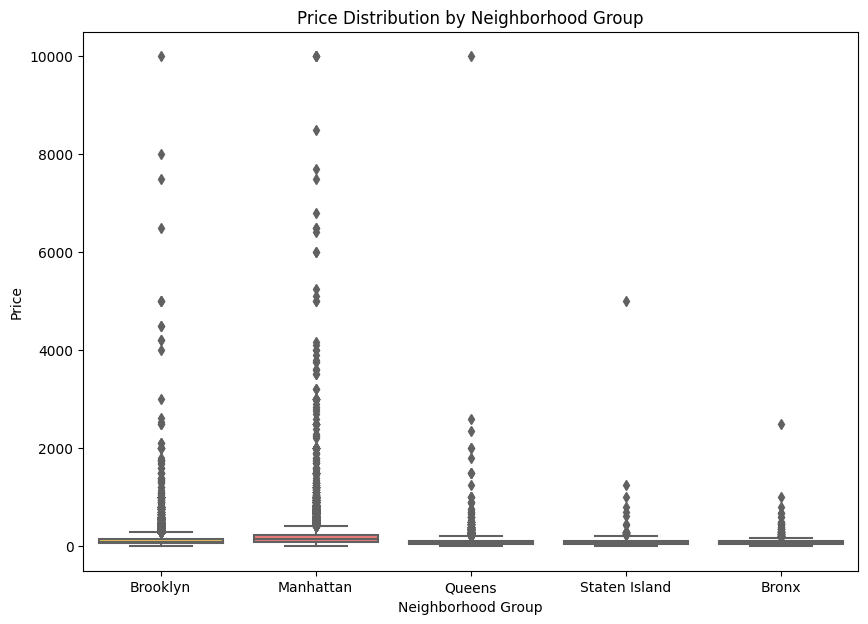 Price Distribution by Neighborhood Group
10000
8000
6000
4000
2000
0
Price
Brooklyn Manhattan Queens Staten Island Bronx
Neighborhood Group